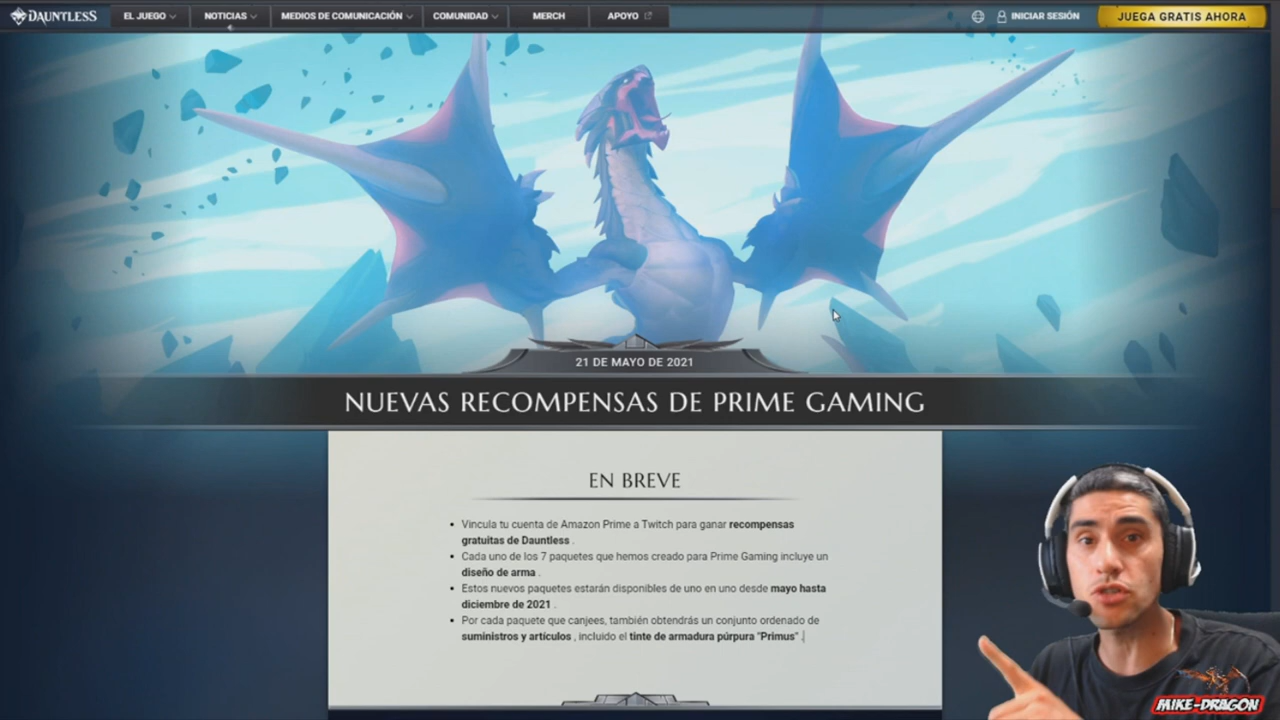 DAUNTLESS
EL JUEGO
NOTICIAS
MEDIOS DE COMUNICACIÓN
COMUNIDAD
MERCH
APOYO
INICIAR SESIÓN
JUEGA GRATIS AHORA
21 DE MAYO DE 2021
NUEVAS RECOMPENSAS DE PRIME GAMING
EN BREVE
• Vincula tu cuenta de Amazon Prime a Twitch para ganar recompensas
gratuitas de Dauntless .
• Cada uno de los 7 paquetes que hemos creado para Prime Gaming incluye un
diseño de arma .
• Estos nuevos paquetes estarán disponibles de uno en uno desde mayo hasta
diciembre de 2021 .
• Por cada paquete que canjees, también obtendrás un conjunto ordenado de
suministros y artículos , incluido el tinte de armadura púrpura "Primus" .
MIKE-DRAGON